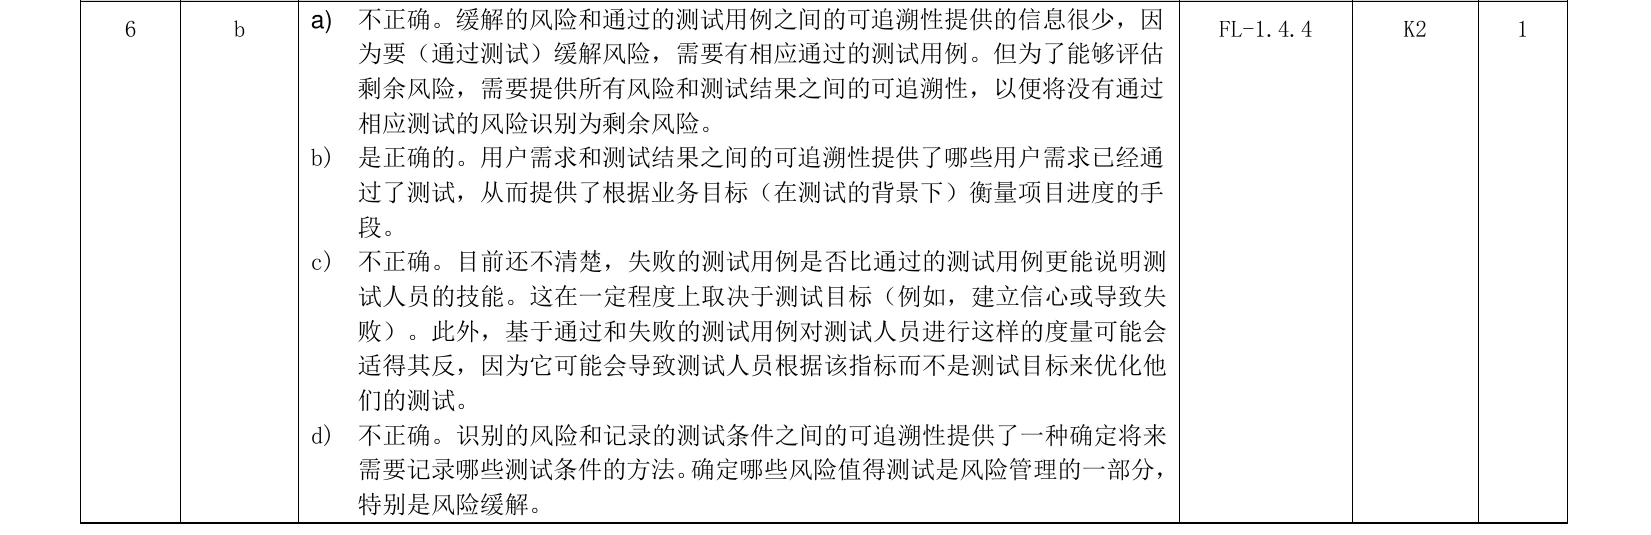 6
b
a) 不正确。缓解的风险和通过的测试用例之间的可追溯性提供的信息很少，因
为要（通过测试）缓解风险，需要有相应通过的测试用例。但为了能够评估
剩余风险，需要提供所有风险和测试结果之间的可追溯性，以便将没有通过
相应测试的风险识别为剩余风险。
b) 是正确的。用户需求和测试结果之间的可追溯性提供了哪些用户需求已经通
过了测试，从而提供了根据业务目标（在测试的背景下）衡量项目进度的手
段。
c) 不正确。目前还不清楚，失败的测试用例是否比通过的测试用例更能说明测
试人员的技能。这在一定程度上取决于测试目标（例如，建立信心或导致失
败）。此外，基于通过和失败的测试用例对测试人员进行这样的度量可能会
适得其反，因为它可能会导致测试人员根据该指标而不是测试目标来优化他
们的测试。
d) 不正确。识别的风险和记录的测试条件之间的可追溯性提供了一种确定将来
需要记录哪些测试条件的方法。确定哪些风险值得测试是风险管理的一部分，
特别是风险缓解。
FL-1.4.4
K2
1